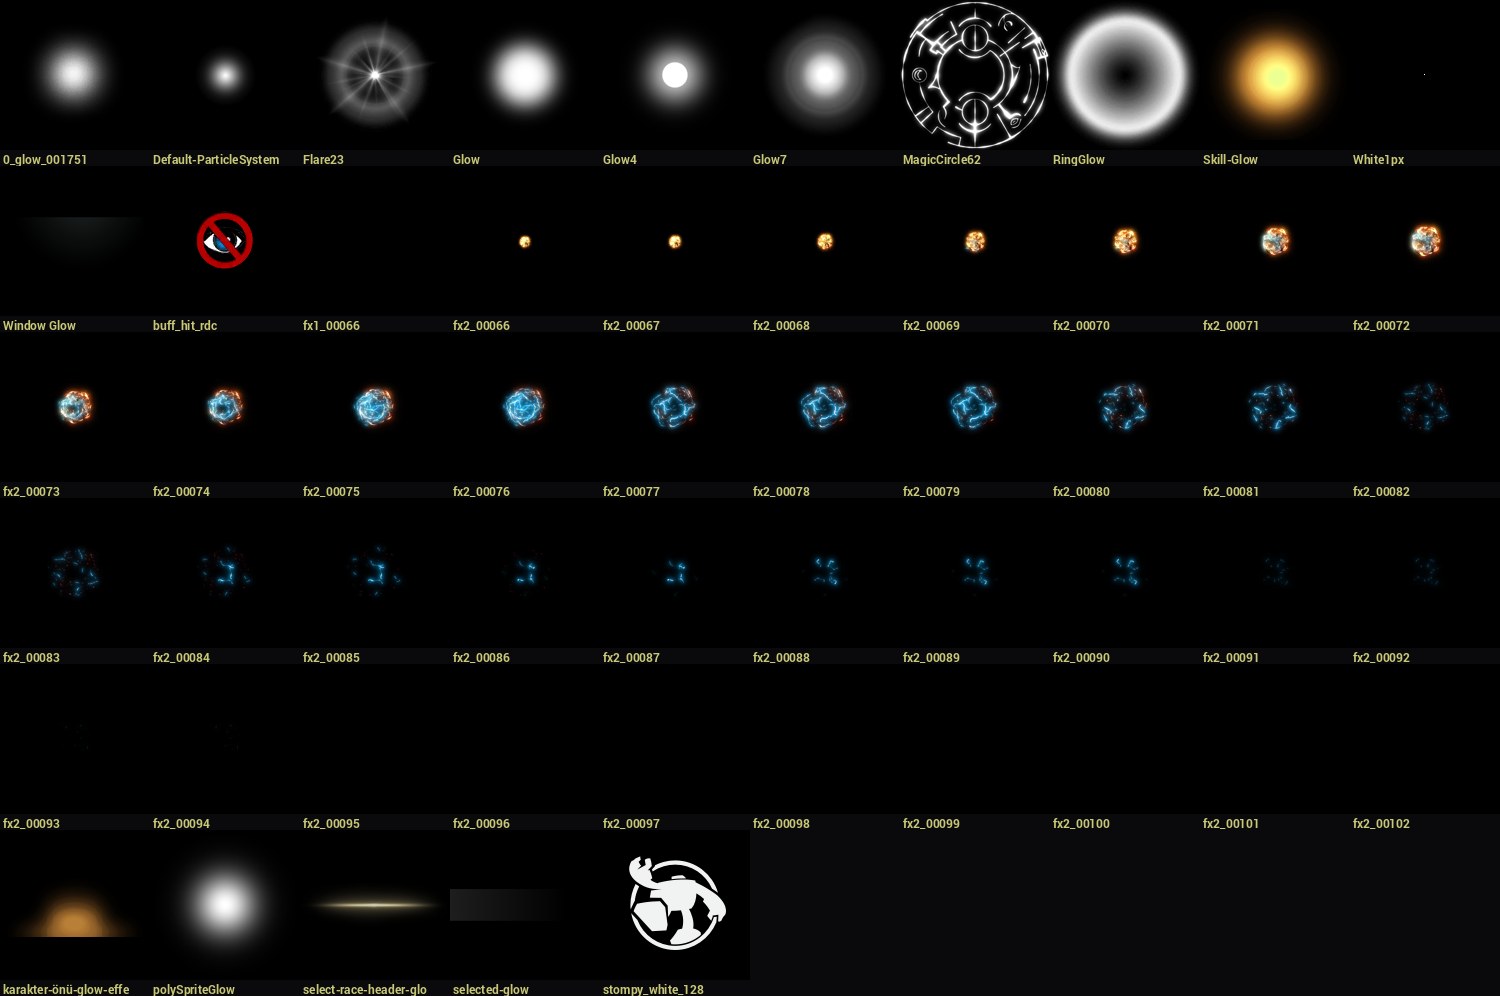 0_glow_001751 Default-ParticleSystem Flare23 Glow Glow4 Glow7 MagicCircle62 RingGlow Skill-Glow White1px
Window Glow buff_hit_rdc fx1_00066 fx2_00066 fx2_00067 fx2_00068 fx2_00069 fx2_00070 fx2_00071 fx2_00072
fx2_00073 fx2_00074 fx2_00075 fx2_00076 fx2_00077 fx2_00078 fx2_00079 fx2_00080 fx2_00081 fx2_00082
fx2_00083 fx2_00084 fx2_00085 fx2_00086 fx2_00087 fx2_00088 fx2_00089 fx2_00090 fx2_00091 fx2_00092
fx2_00093 fx2_00094 fx2_00095 fx2_00096 fx2_00097 fx2_00098 fx2_00099 fx2_00100 fx2_00101 fx2_00102
karakter-önü-glow-effe polySpriteGlow select-race-header-glo selected-glow stompy_white_128